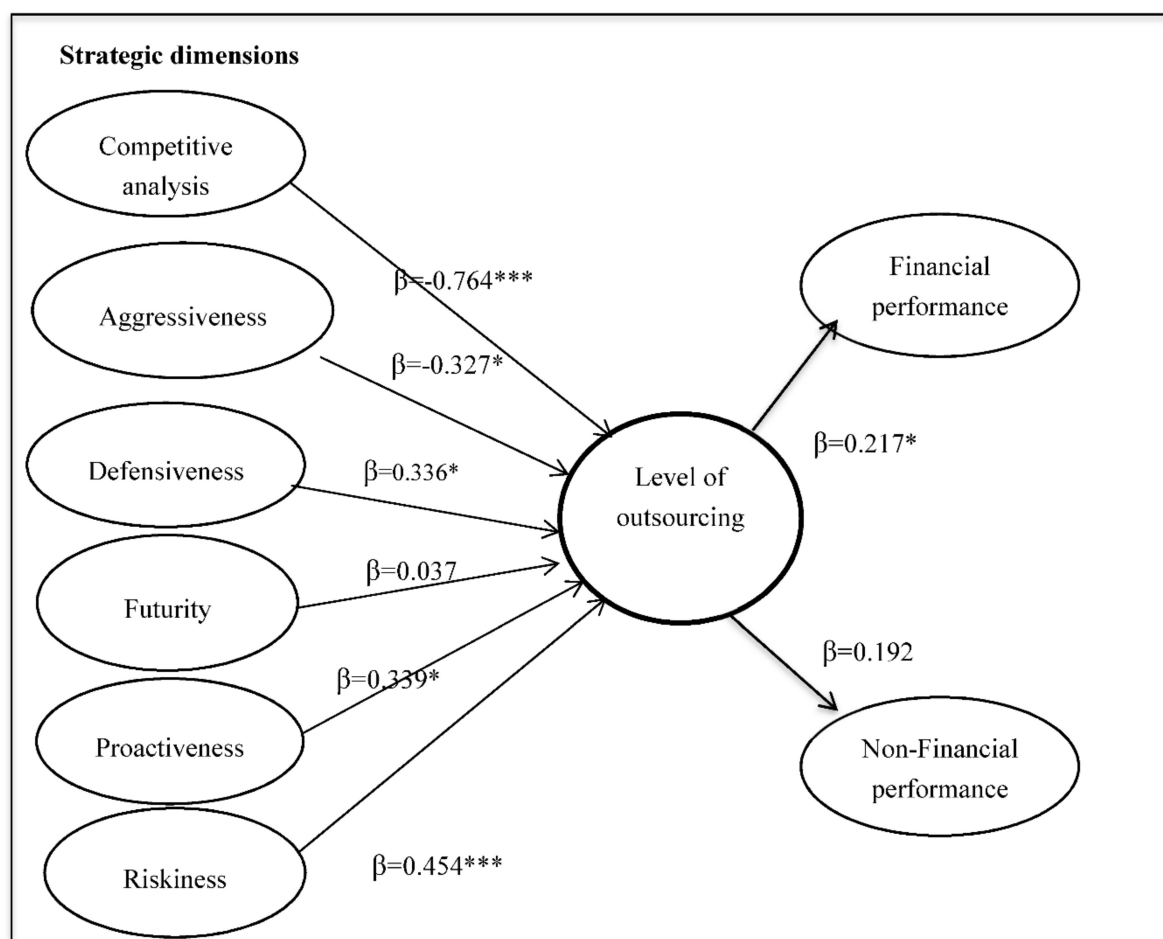 Strategic dimensions
Competitive
analysis
β=-0.764***
Aggressiveness
β=-0.327*
Defensiveness
β=0.336*
Futurity
β=0.037
Proactiveness
β=0.339*
Riskiness
β=0.454***
Level of
outsourcing
Financial
performance
β=0.217*
β=0.192
Non-Financial
performance